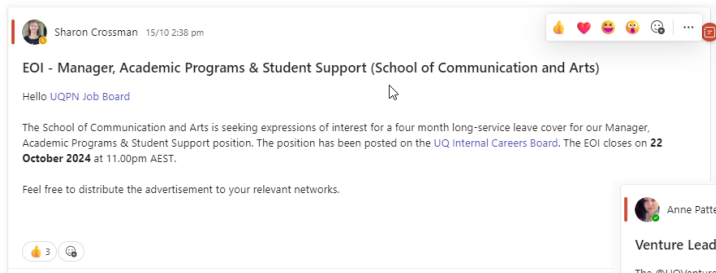 Sharon Crossman 15/10 2:38 pm
EOI - Manager, Academic Programs & Student Support (School of Communication and Arts)
Hello UQPN Job Board
The School of Communication and Arts is seeking expressions of interest for a four month long-service leave cover for our Manager,
Academic Programs & Student Support position. The position has been posted on the UQ Internal Careers Board. The EOI closes on 22
October 2024 at 11.00pm AEST.
Feel free to distribute the advertisement to your relevant networks.
3
Anne Patte
Venture Lead